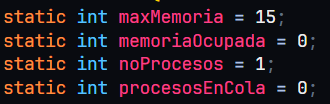 static int maxMemoria = 15;
static int memoriaOcupada = 0;
static int noProcesos = 1;
static int procesosEnCola = 0;